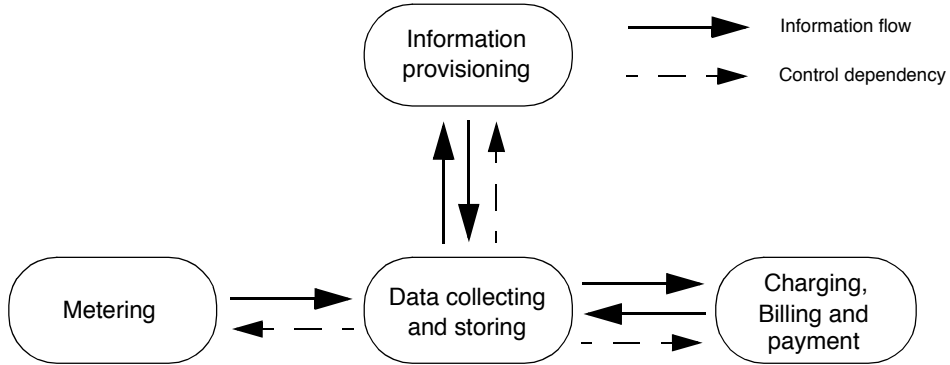 Information
provisioning
Information flow
Control dependency
Metering
Data collecting
and storing
Charging,
Billing and
payment